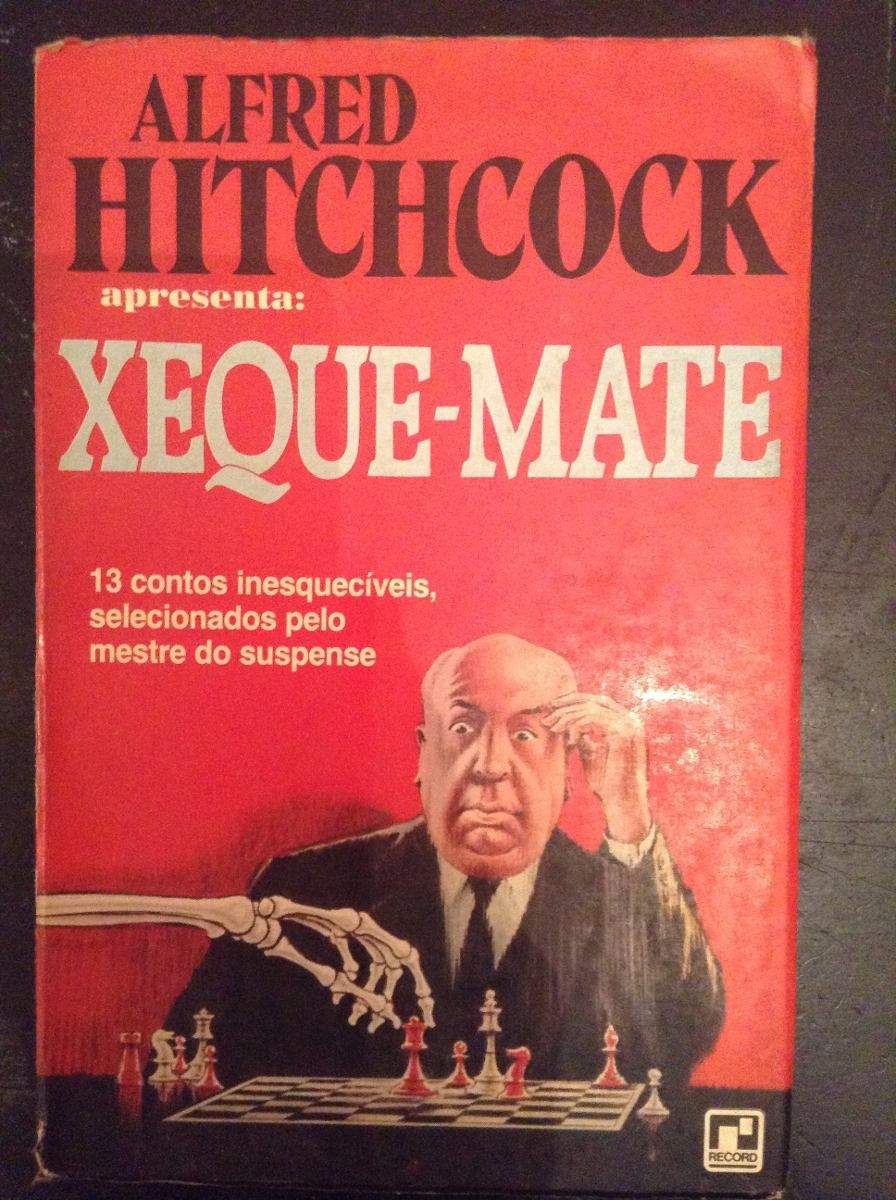 ALFRED
HITCHCOCK
apresenta:
XEQUE-MATE
13 contos inesquecíveis,
selecionados pelo
mestre do suspense
RECORD